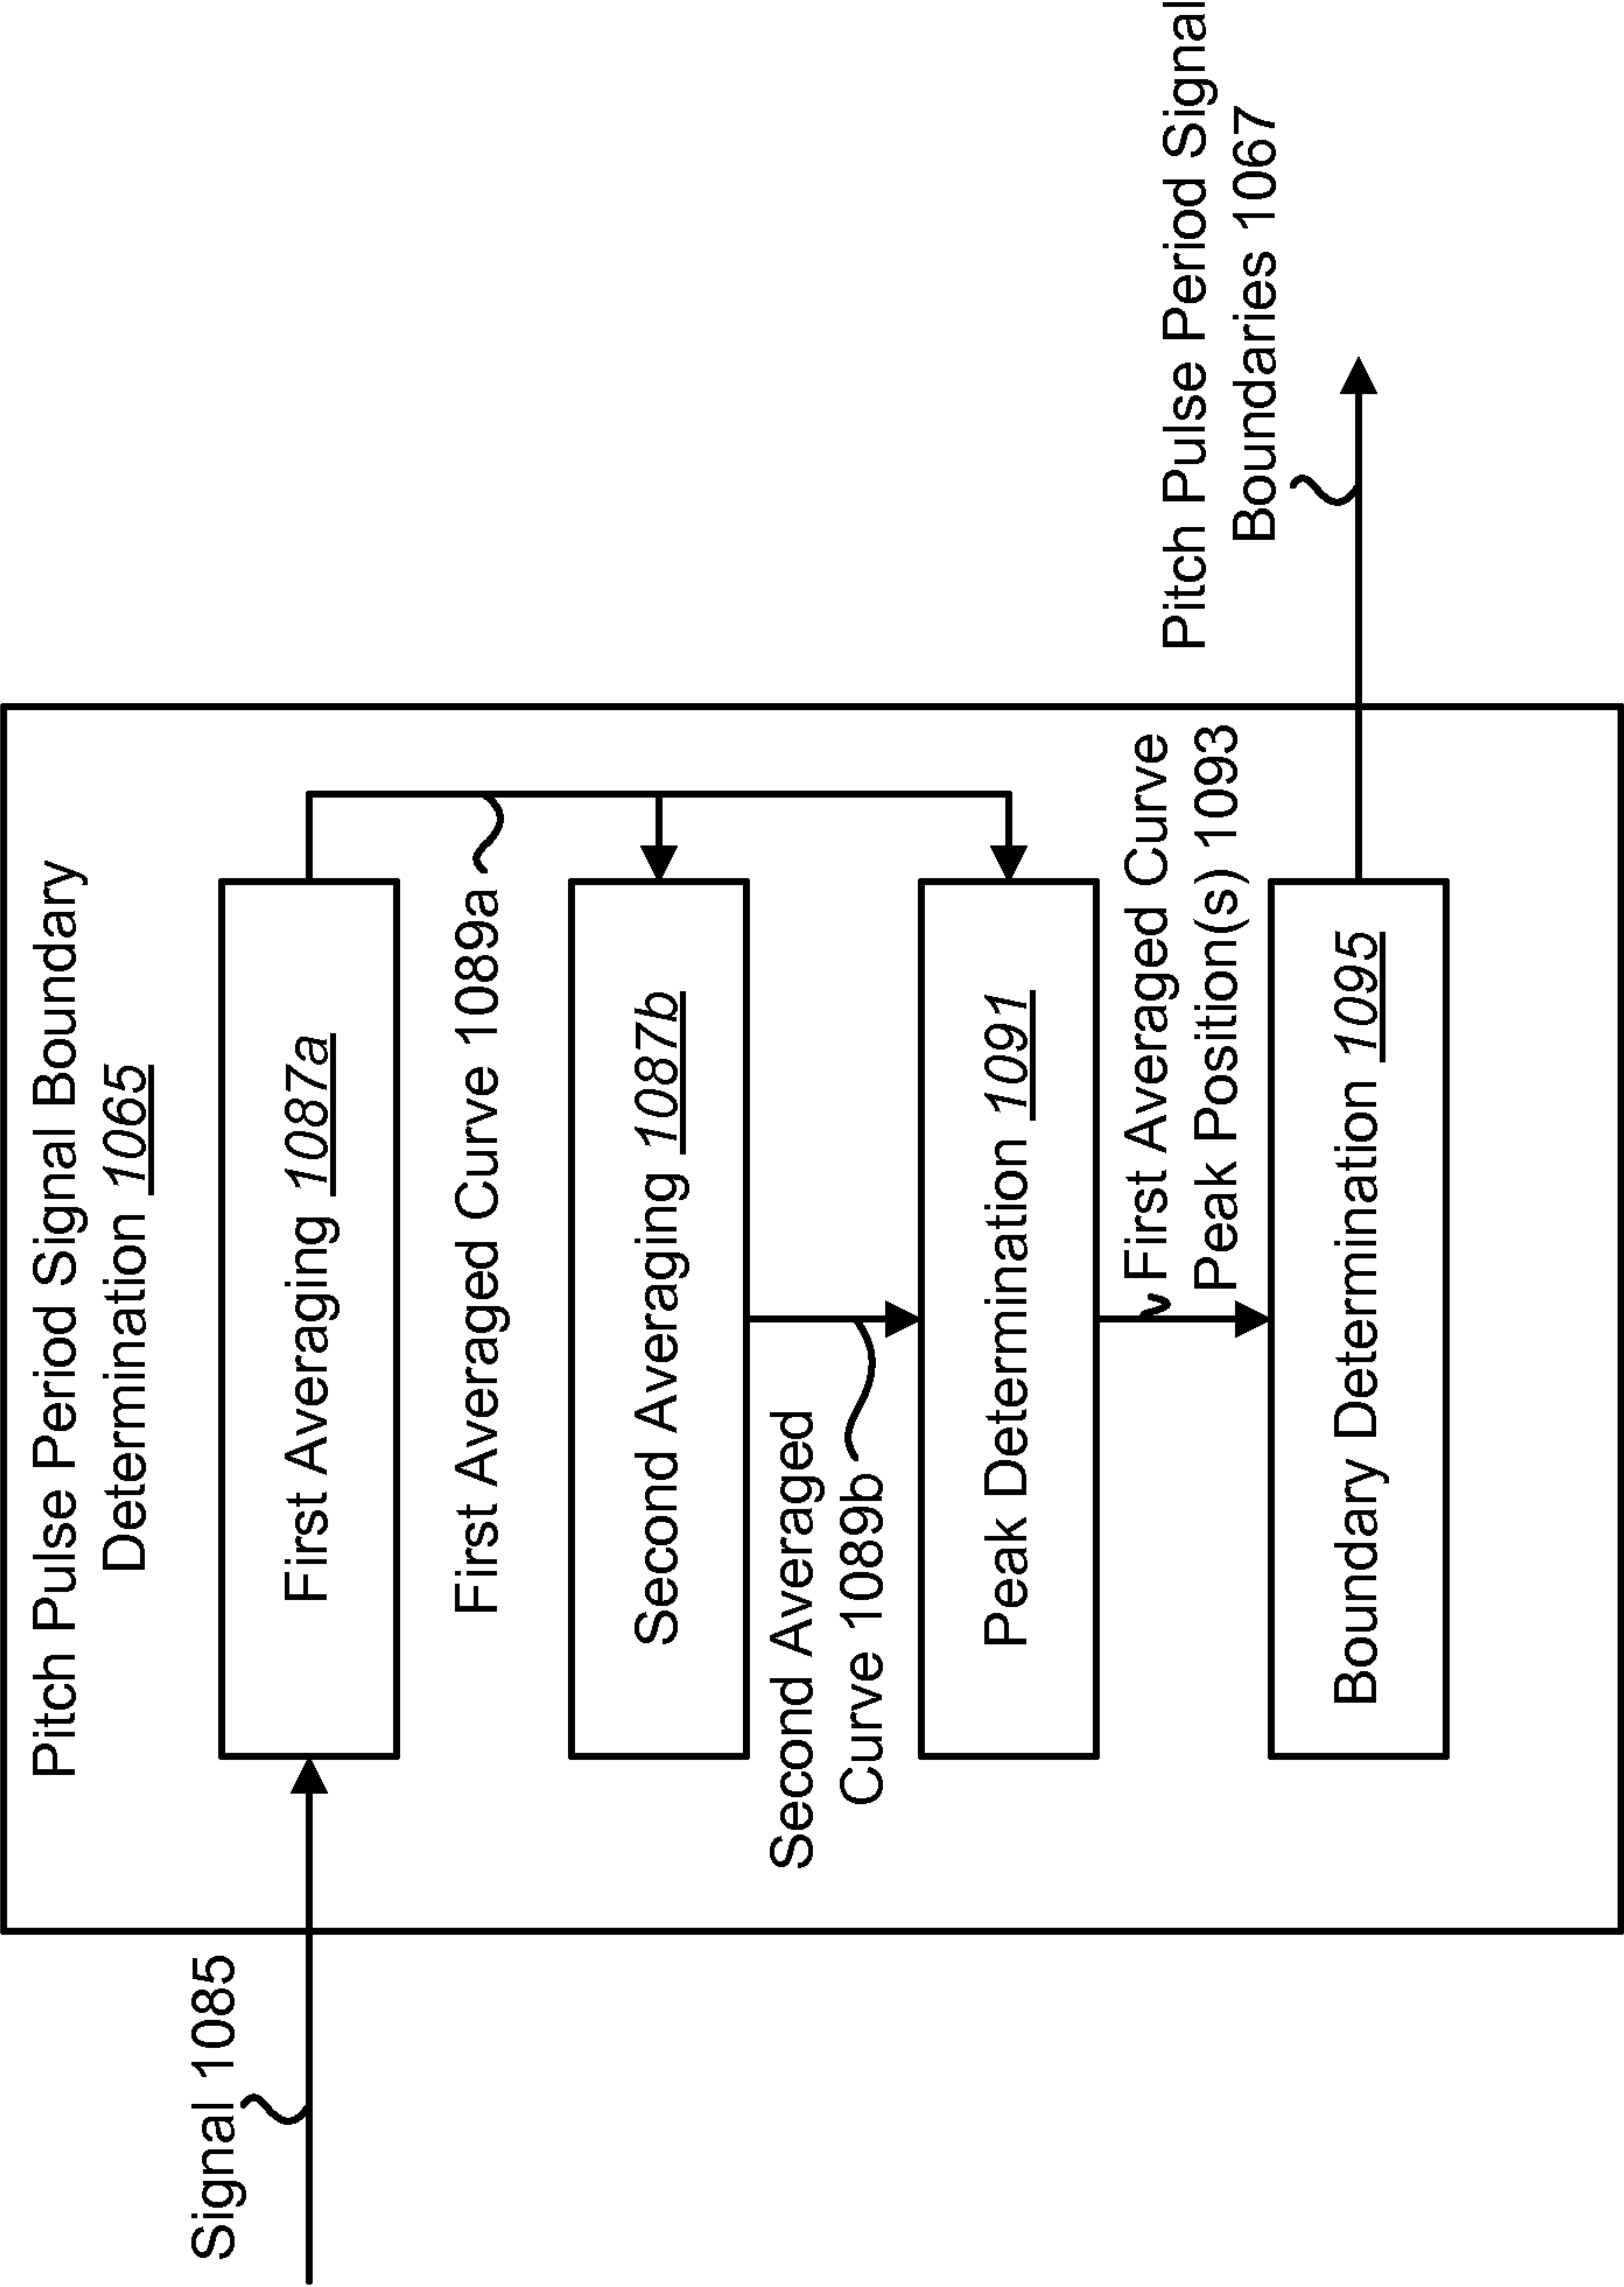 Pitch Pulse Period Signal Boundary
Determination 1065
Signal 1085
First Averaging 1087a
First Averaged Curve 1089a
Second Averaging 1087b
Second Averaged
Curve 1089b
Peak Determination 1091
First Averaged Curve
Peak Position(s) 1093
Pitch Pulse Period Signal
Boundaries 1067
Boundary Determination 1095